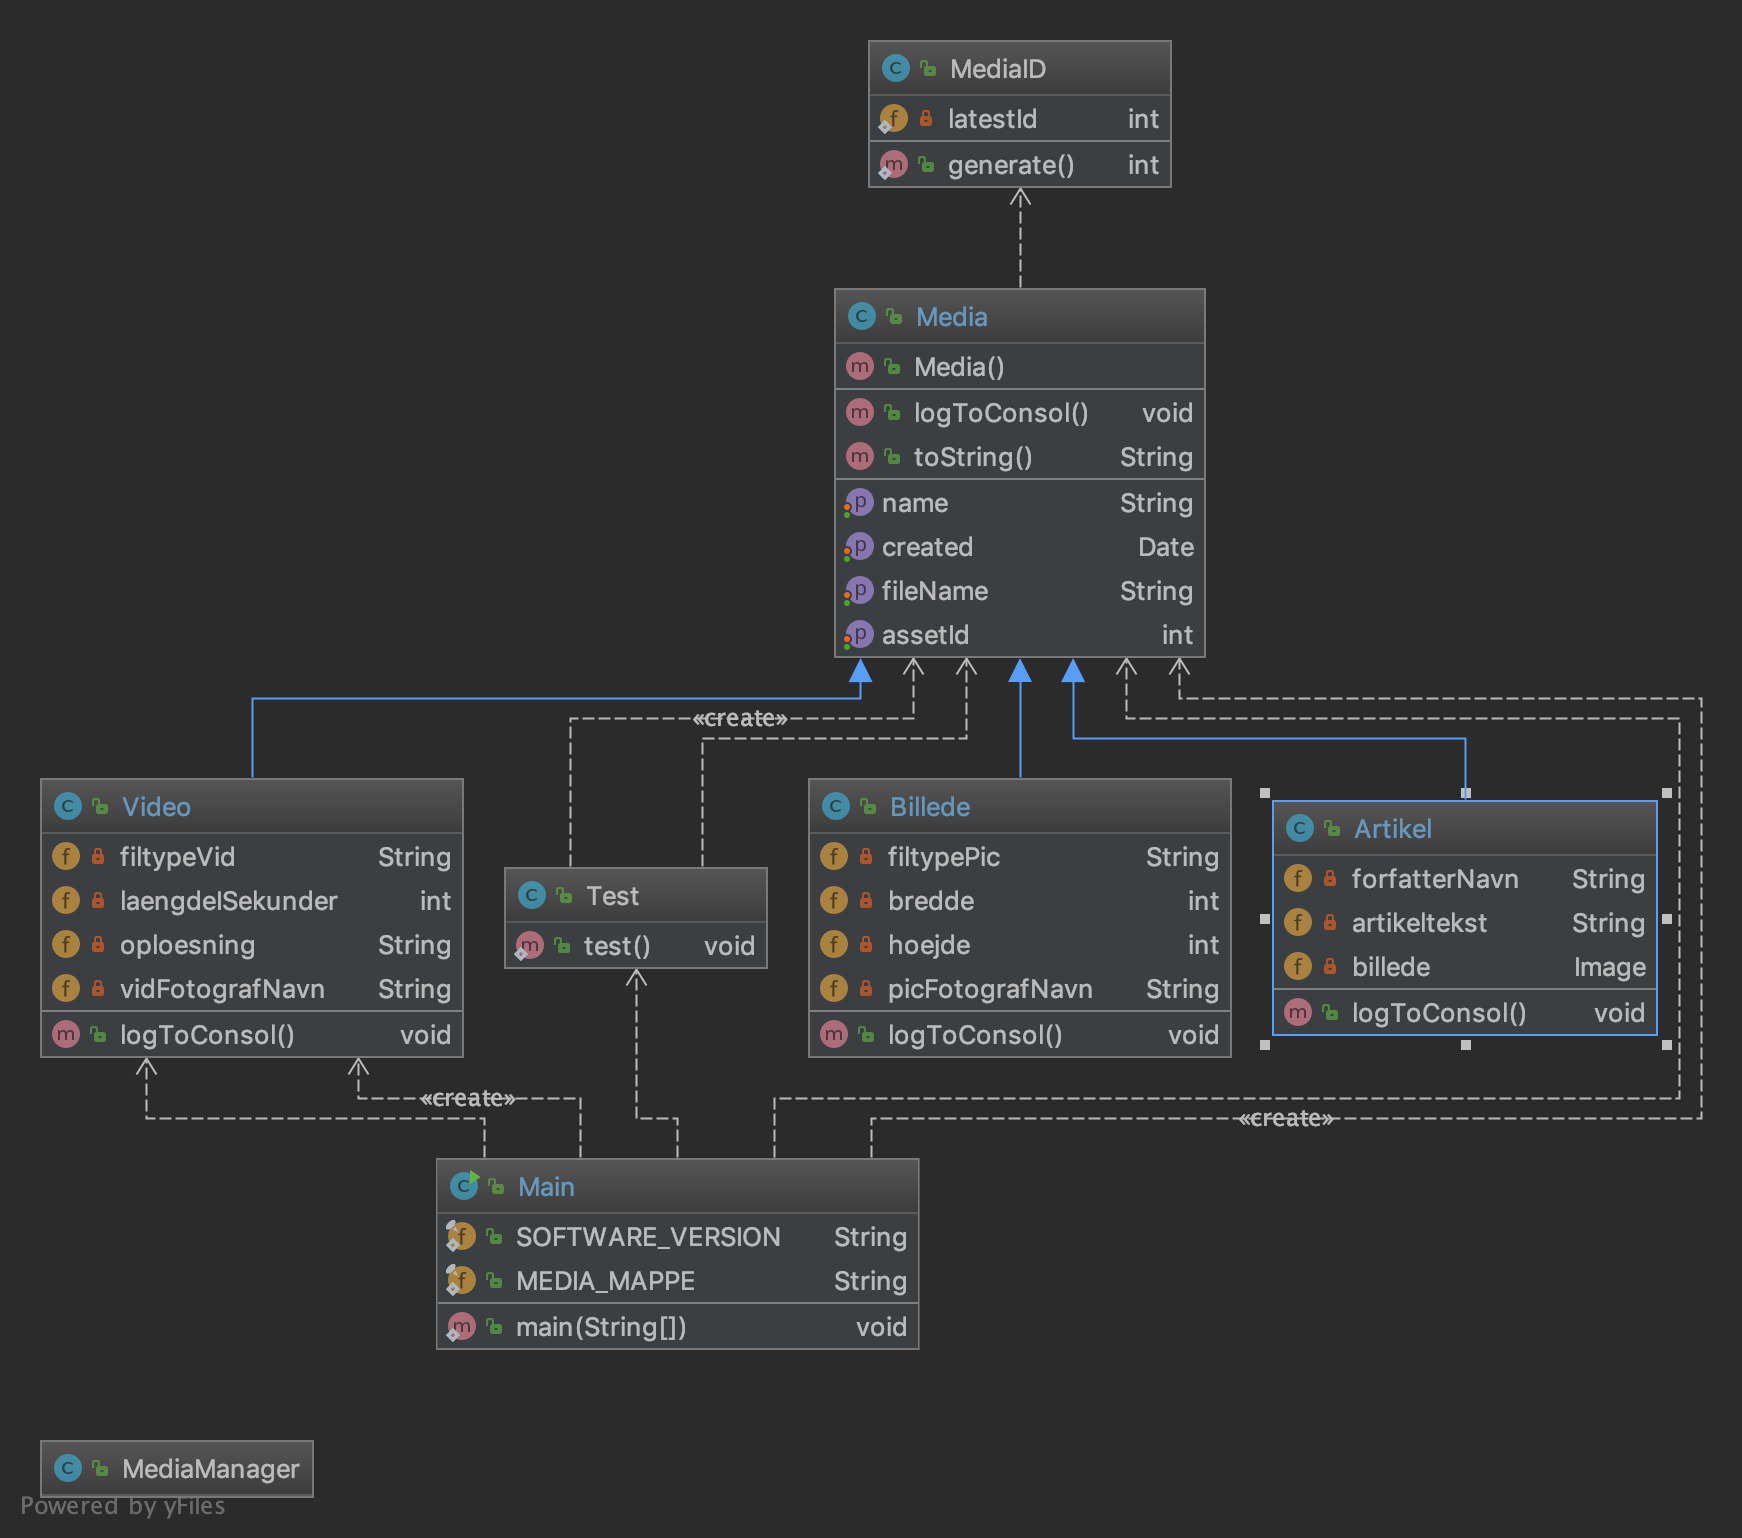 MediaID
latestId int
generate() int
Media
Media()
logToConsol() void
toString() String
name String
created Date
fileName String
assetId int
«create»
Video
filtypeVid String
laengdeISekunder int
oploesning String
vidFotografNavn String
logToConsol() void
Test
test() void
Billede
filtypePic String
bredde int
hoejde int
picFotografNavn String
logToConsol() void
Artikel
forfatterNavn String
artikeltekst String
billede Image
logToConsol() void
«create»
«create»
Main
SOFTWARE_VERSION String
MEDIA_MAPPE String
main(String[]) void
MediaManager
Powered by yFiles